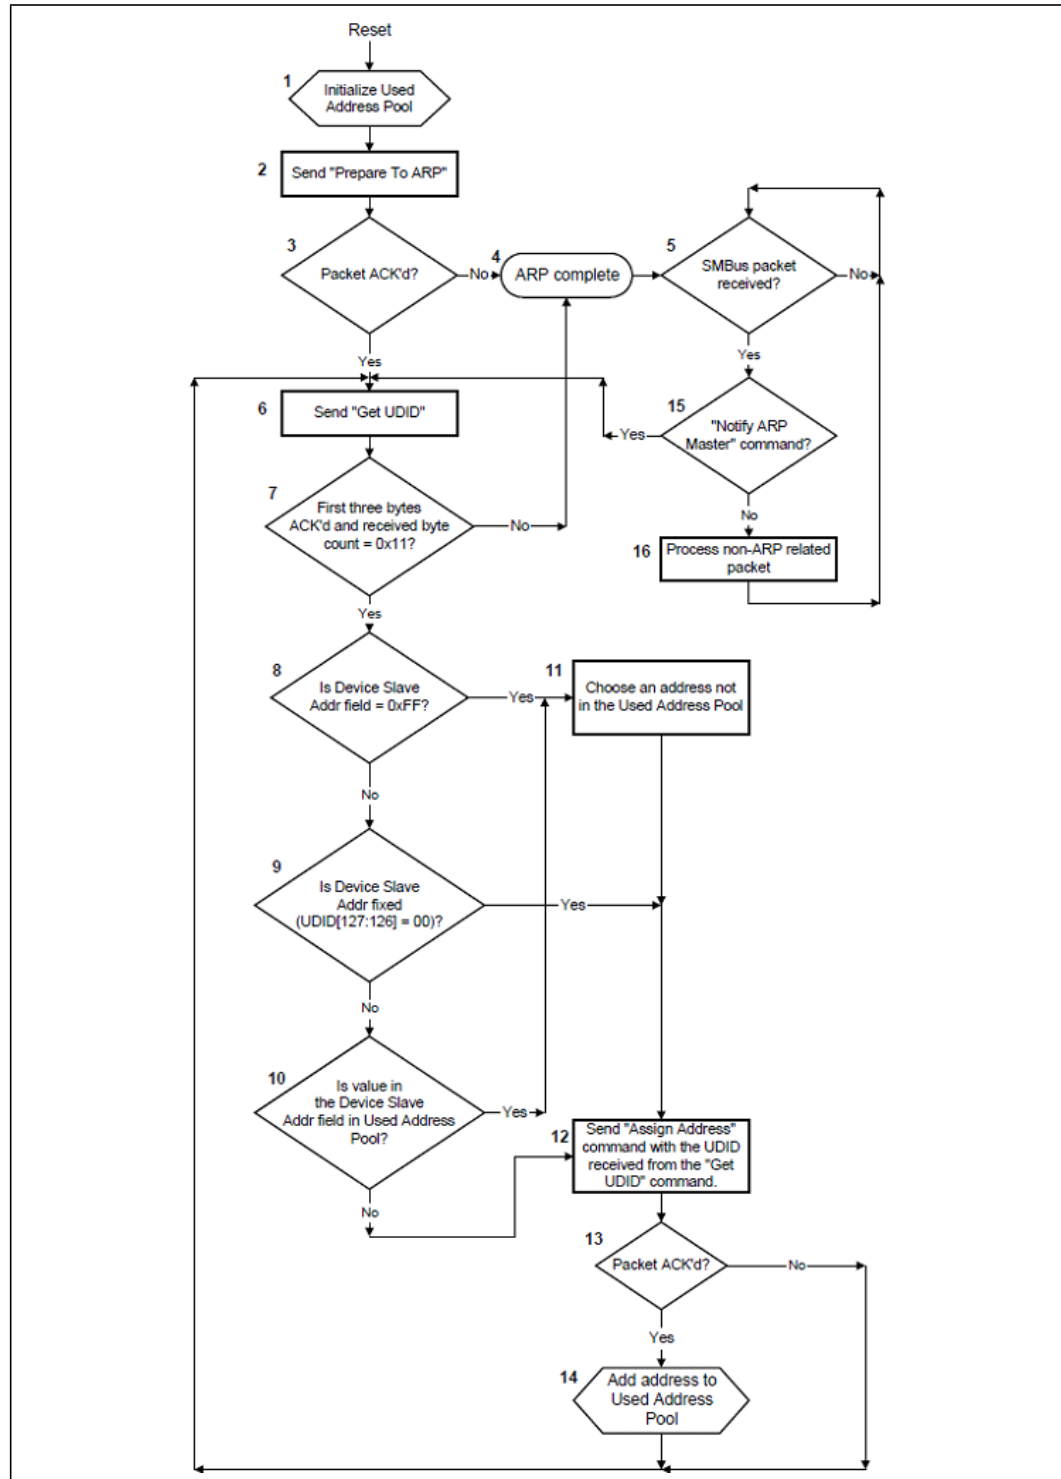 Reset
1
Initialize Used
Address Pool
2
Send "Prepare To ARP"
3
Packet ACK'd?
No
4
ARP complete
5
SMBus packet
received?
No
Yes
Yes
6
Send "Get UDID"
15
"Notify ARP
Master" command?
Yes
No
7
First three bytes
ACK'd and received byte
count = 0x11?
No
16
Process non-ARP related
packet
Yes
8
Is Device Slave
Addr field = 0xFF?
Yes
11
Choose an address not
in the Used Address Pool
No
9
Is Device Slave
Addr fixed
(UDID[127:126] = 00)?
Yes
No
10
Is value in
the Device Slave
Addr field in Used Address
Pool?
Yes
No
12
Send "Assign Address"
command with the UDID
received from the "Get
UDID" command.
13
Packet ACK'd?
No
Yes
14
Add address to
Used Address
Pool